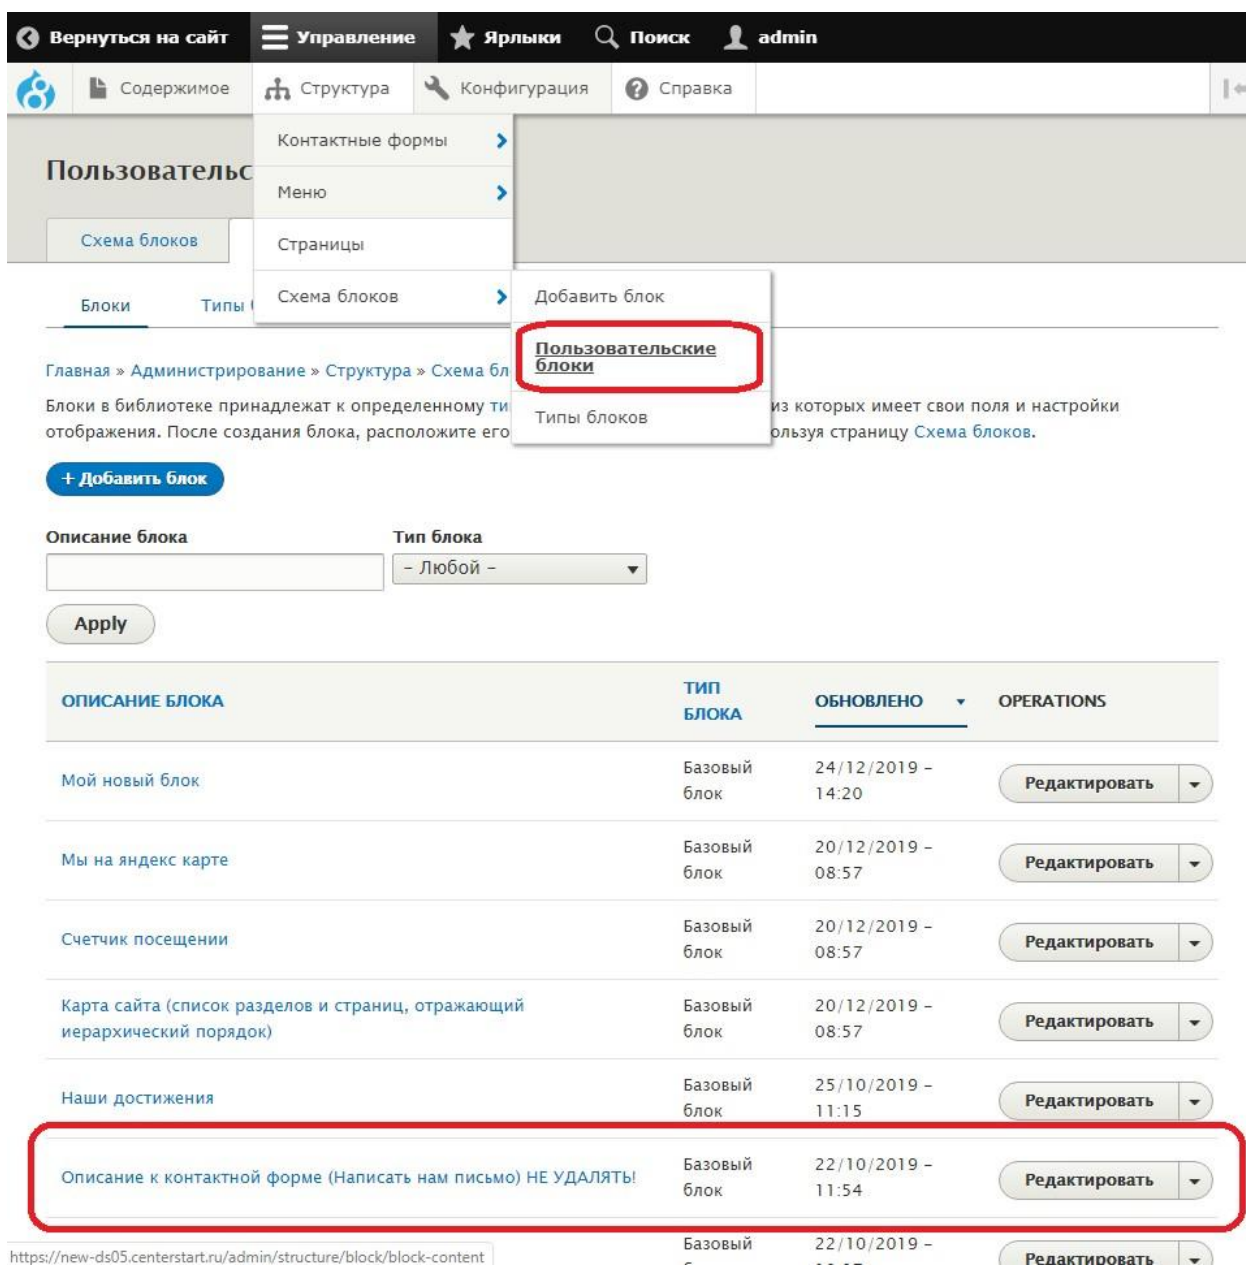 Вернуться на сайт Управление Ярлыки Поиск admin
Содержимое Структура Конфигурация Справка
Контактные формы
Пользовательс
Меню
Схема блоков Страницы
Схема блоков Добавить блок
Блоки Типы
Пользовательские
блоки
Главная » Администрирование » Структура » Схема бл
Блоки в библиотеке принадлежат к определенному ти из которых имеет свои поля и настройки
Типы блоков
отображения. После создания блока, расположите его ользуя страницу Схема блоков.
+ Добавить блок
Описание блока Тип блока
– Любой –
Apply
ОПИСАНИЕ БЛОКА ТИП БЛОКА ОБНОВЛЕНО OPERATIONS
Мой новый блок Базовый блок 24/12/2019 – 14:20 Редактировать
Мы на яндекс карте Базовый блок 20/12/2019 – 08:57 Редактировать
Счетчик посещении Базовый блок 20/12/2019 – 08:57 Редактировать
Карта сайта (список разделов и страниц, отражающий
иерархический порядок) Базовый блок 20/12/2019 – 08:57 Редактировать
Наши достижения Базовый блок 25/10/2019 – 11:15 Редактировать
Описание к контактной форме (Написать нам письмо) НЕ УДАЛЯТЬ! Базовый блок 22/10/2019 – 11:54 Редактировать
Базовый 22/10/2019 – Редактировать
https://new-ds05.centerstart.ru/admin/structure/block/block-content